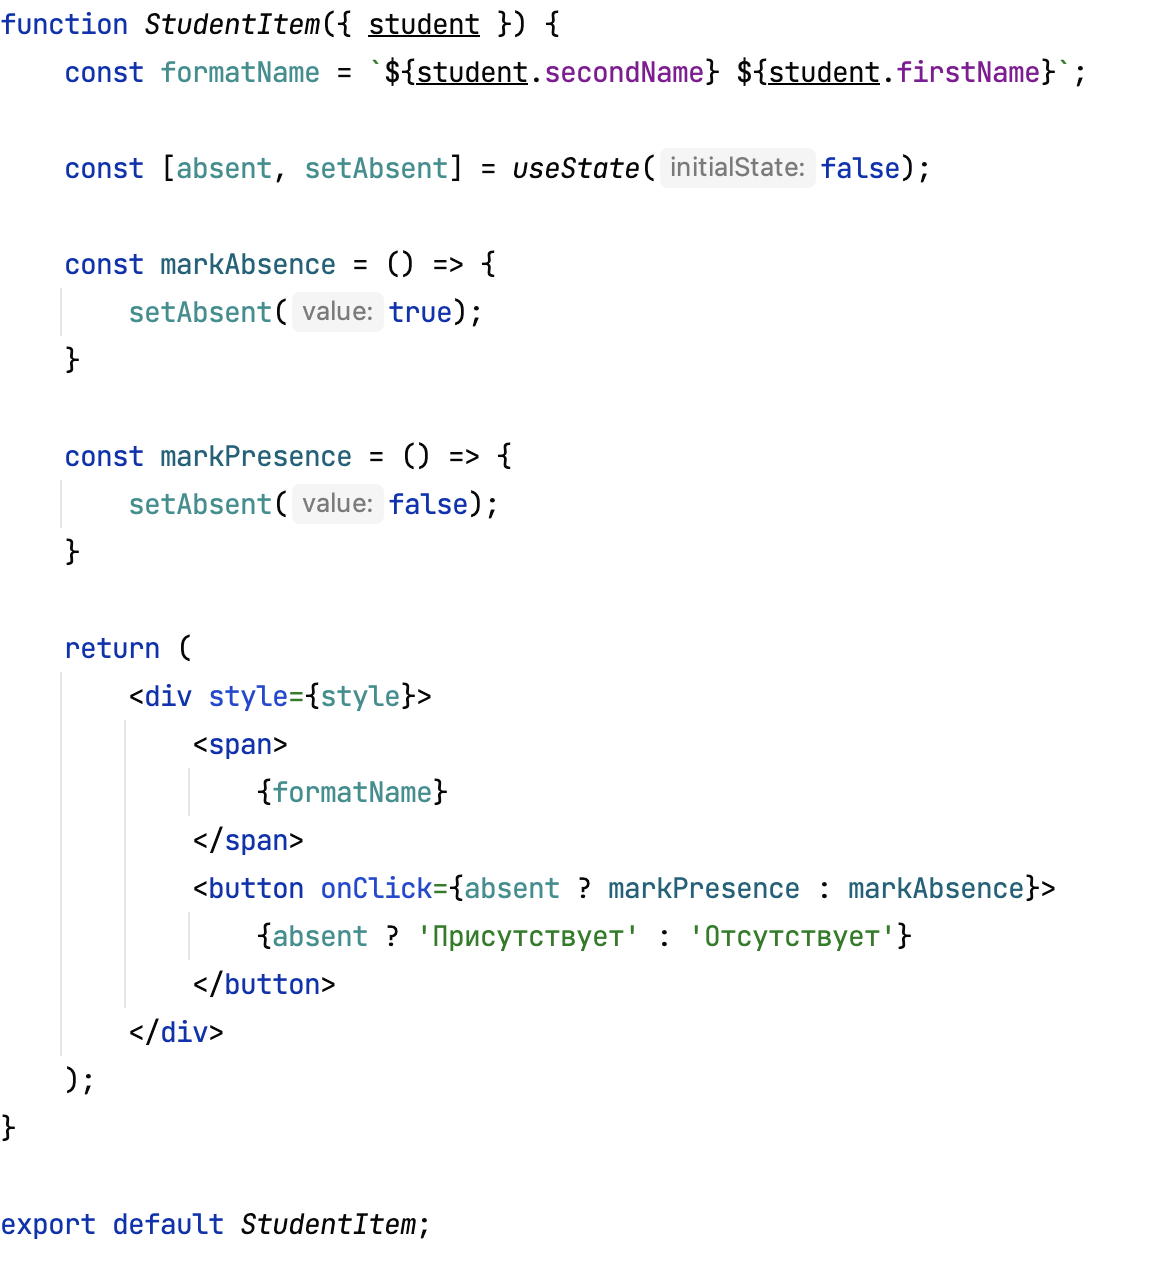 function StudentItem({ student }) {
    const formatName = `${student.secondName} ${student.firstName}`;

    const [absent, setAbsent] = useState( initialState: false);

    const markAbsence = () => {
        setAbsent( value: true);
    }

    const markPresence = () => {
        setAbsent( value: false);
    }

    return (
        <div style={style}>
            <span>
                {formatName}
            </span>
            <button onClick={absent ? markPresence : markAbsence}>
                {absent ? 'Присутствует' : 'Отсутствует'}
            </button>
        </div>
    );
}

export default StudentItem;